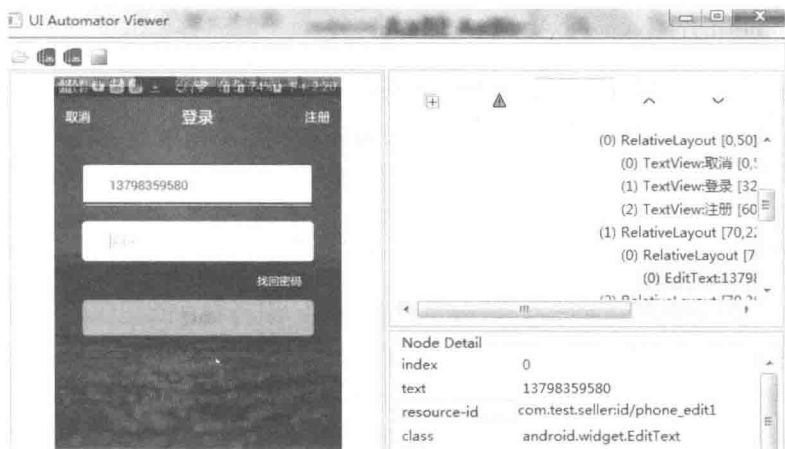 UI Automator Viewer
取消 登录 注册
13798359580
找回密码
(0) RelativeLayout [0,50]
(0) TextView:取消 [0,5
(1) TextView:登录 [32
(2) TextView:注册 [60
(1) RelativeLayout [70,22
(0) RelativeLayout [7
(0) EditText:13798
Node Detail
index 0
text 13798359580
resource-id com.test.seller:id/phone_edit1
class android.widget.EditText